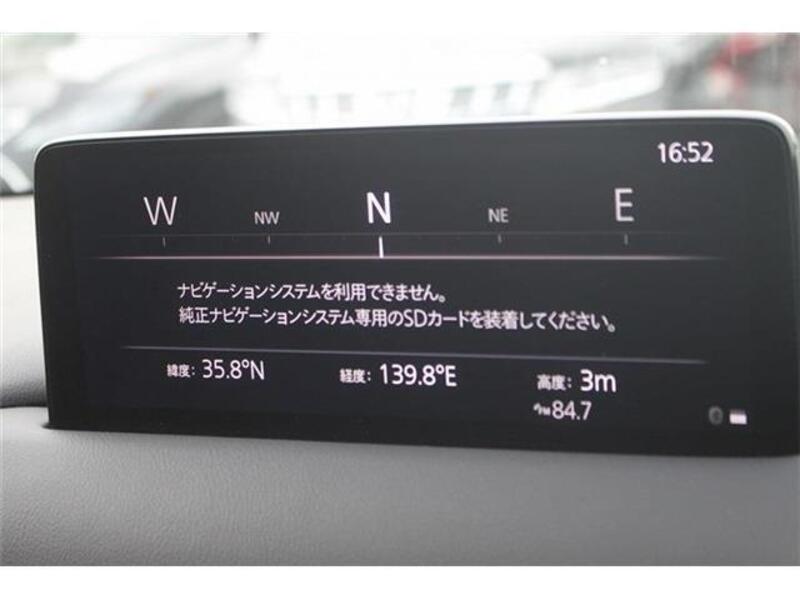 16:52
W NW N NE E
ナビゲーションシステムを利用できません。
純正ナビゲーションシステム専用のSDカードを装着してください。
緯度: 35.8°N 経度: 139.8°E 高度: 3m
FM 84.7